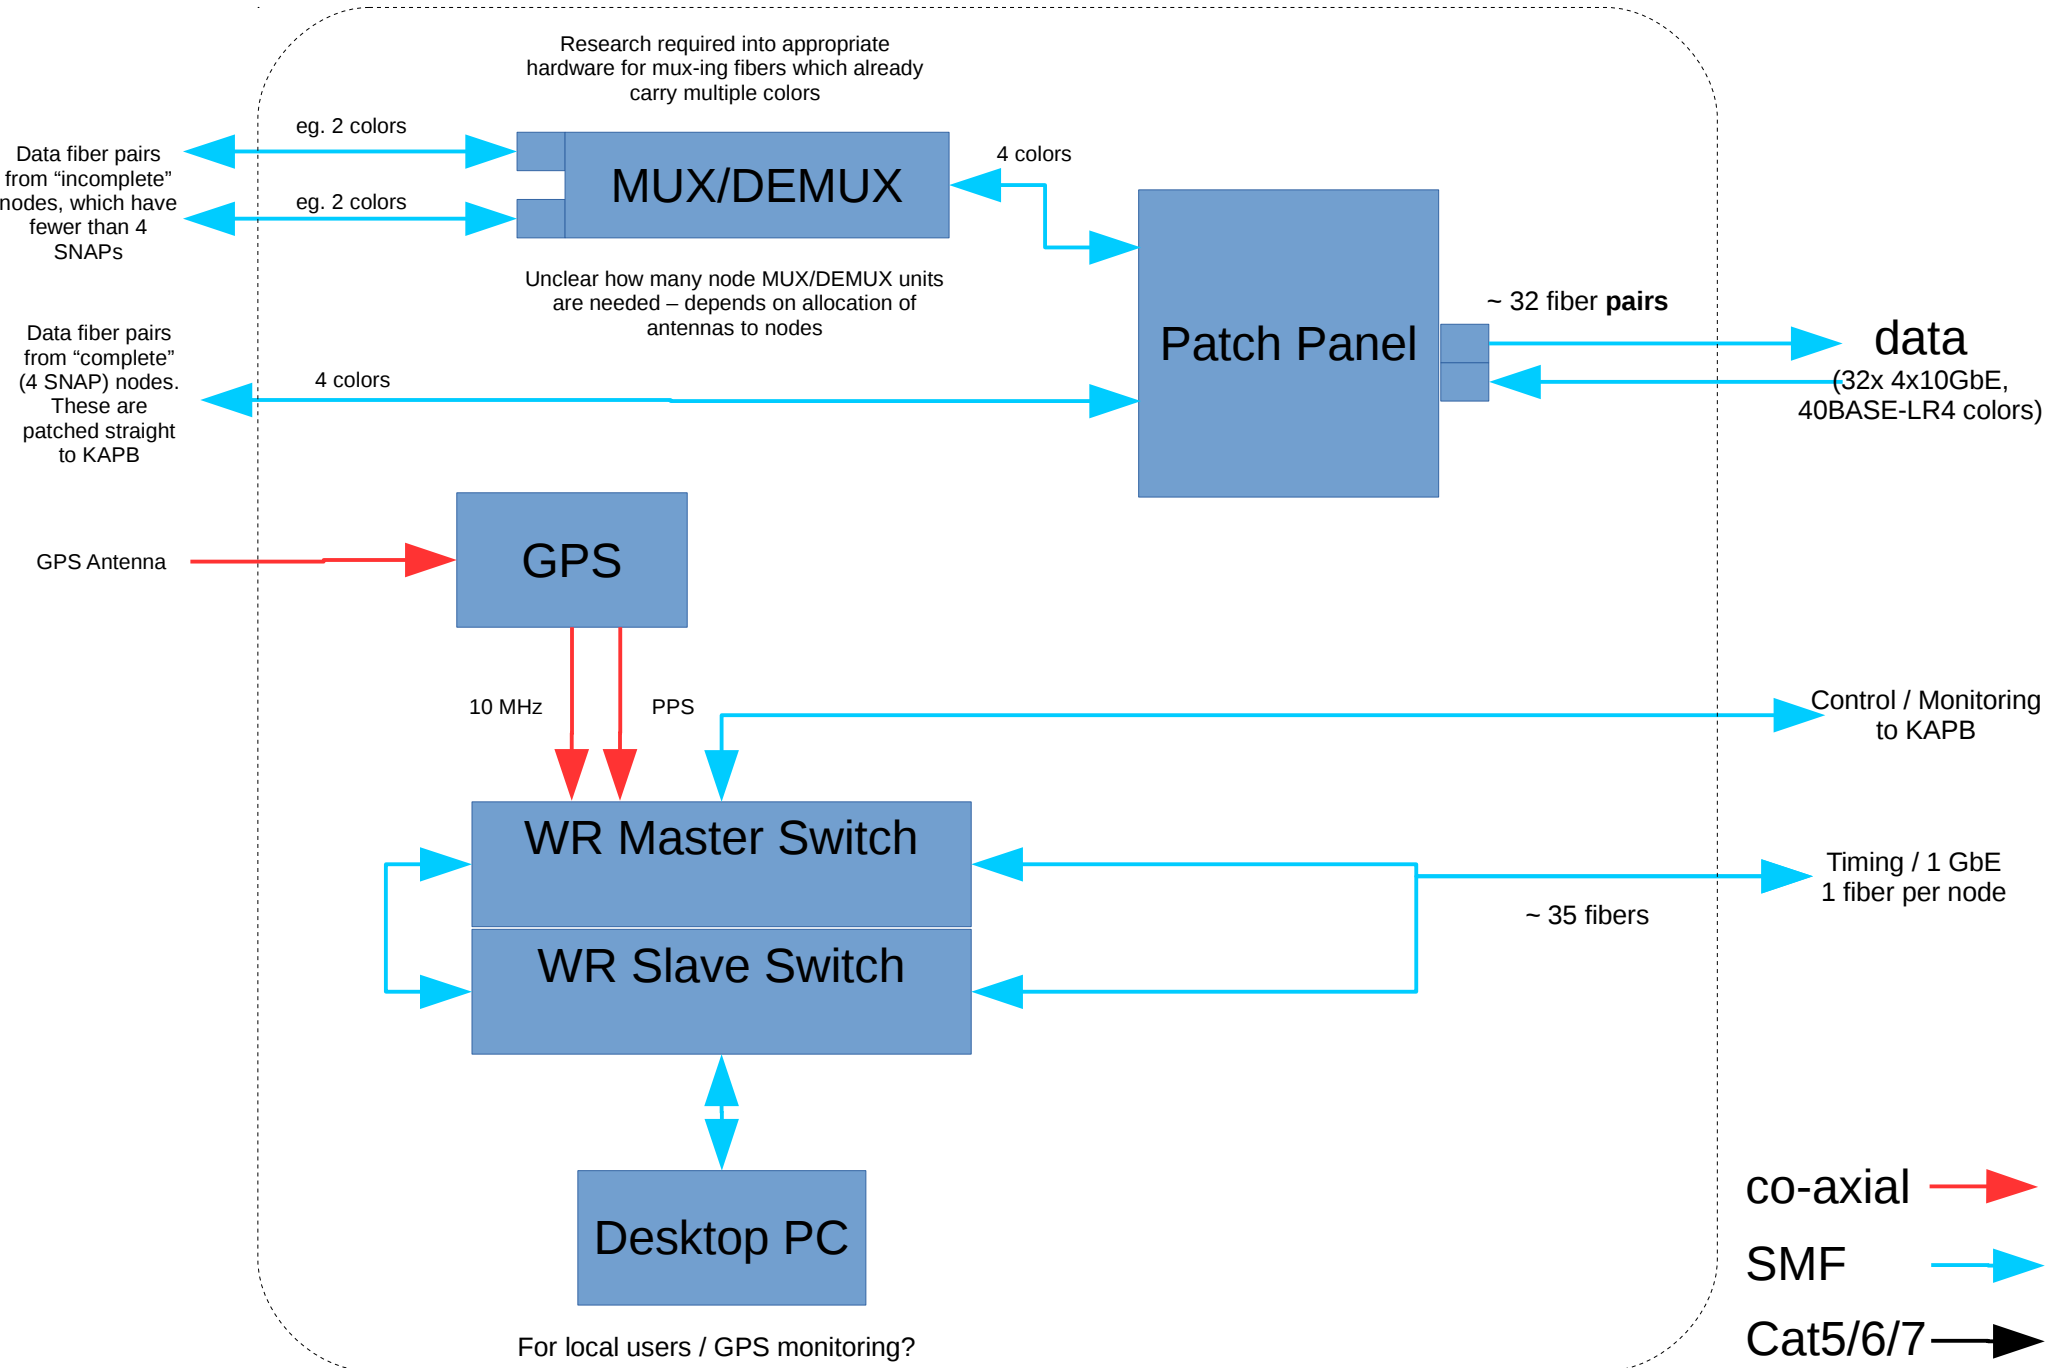 Research required into appropriate
hardware for mux-ing fibers which already
carry multiple colors
eg. 2 colors
Data fiber pairs
from “incomplete”
nodes, which have
fewer than 4
SNAPs
eg. 2 colors
MUX/DEMUX
4 colors
Unclear how many node MUX/DEMUX units
are needed – depends on allocation of
antennas to nodes
Patch Panel
~ 32 fiber pairs
data
(32x 4x10GbE,
40BASE-LR4 colors)
Data fiber pairs
from “complete”
(4 SNAP) nodes.
These are
patched straight
to KAPB
4 colors
GPS Antenna
GPS
10 MHz
PPS
Control / Monitoring
to KAPB
WR Master Switch
WR Slave Switch
Timing / 1 GbE
1 fiber per node
~ 35 fibers
Desktop PC
For local users / GPS monitoring?
co-axial
SMF
Cat5/6/7